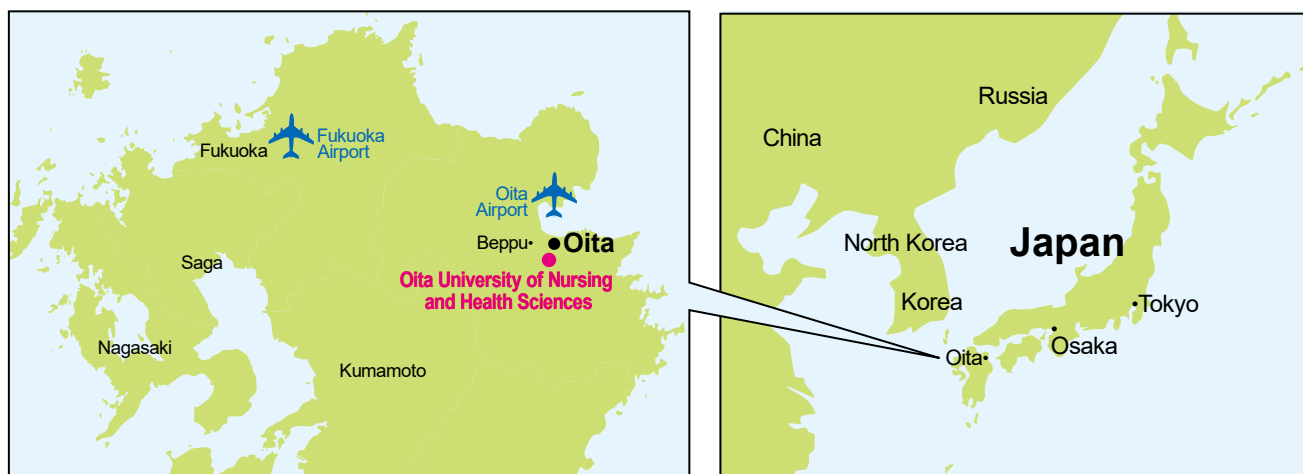 Fukuoka
Fukuoka
Airport
Oita
Airport
Beppu
Oita
Oita University of Nursing
and Health Sciences
Saga
Nagasaki
Kumamoto
Russia
China
North Korea
Japan
Korea
Tokyo
Osaka
Oita